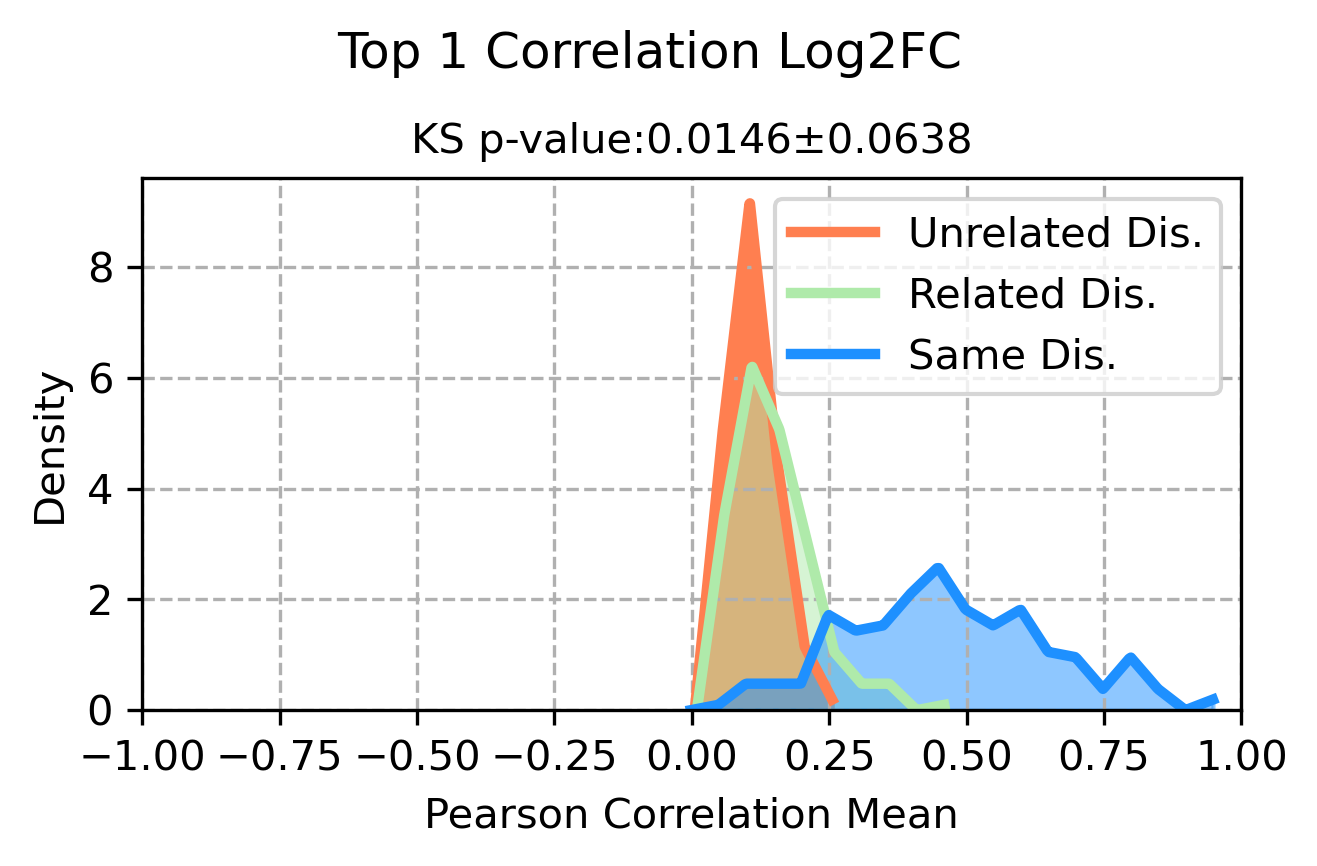 Top 1 Correlation Log2FC
KS p-value:0.0146±0.0638
Unrelated Dis.
Related Dis.
Same Dis.
Density
8
6
4
2
0
−1.00 −0.75 −0.50 −0.25 0.00 0.25 0.50 0.75 1.00
Pearson Correlation Mean